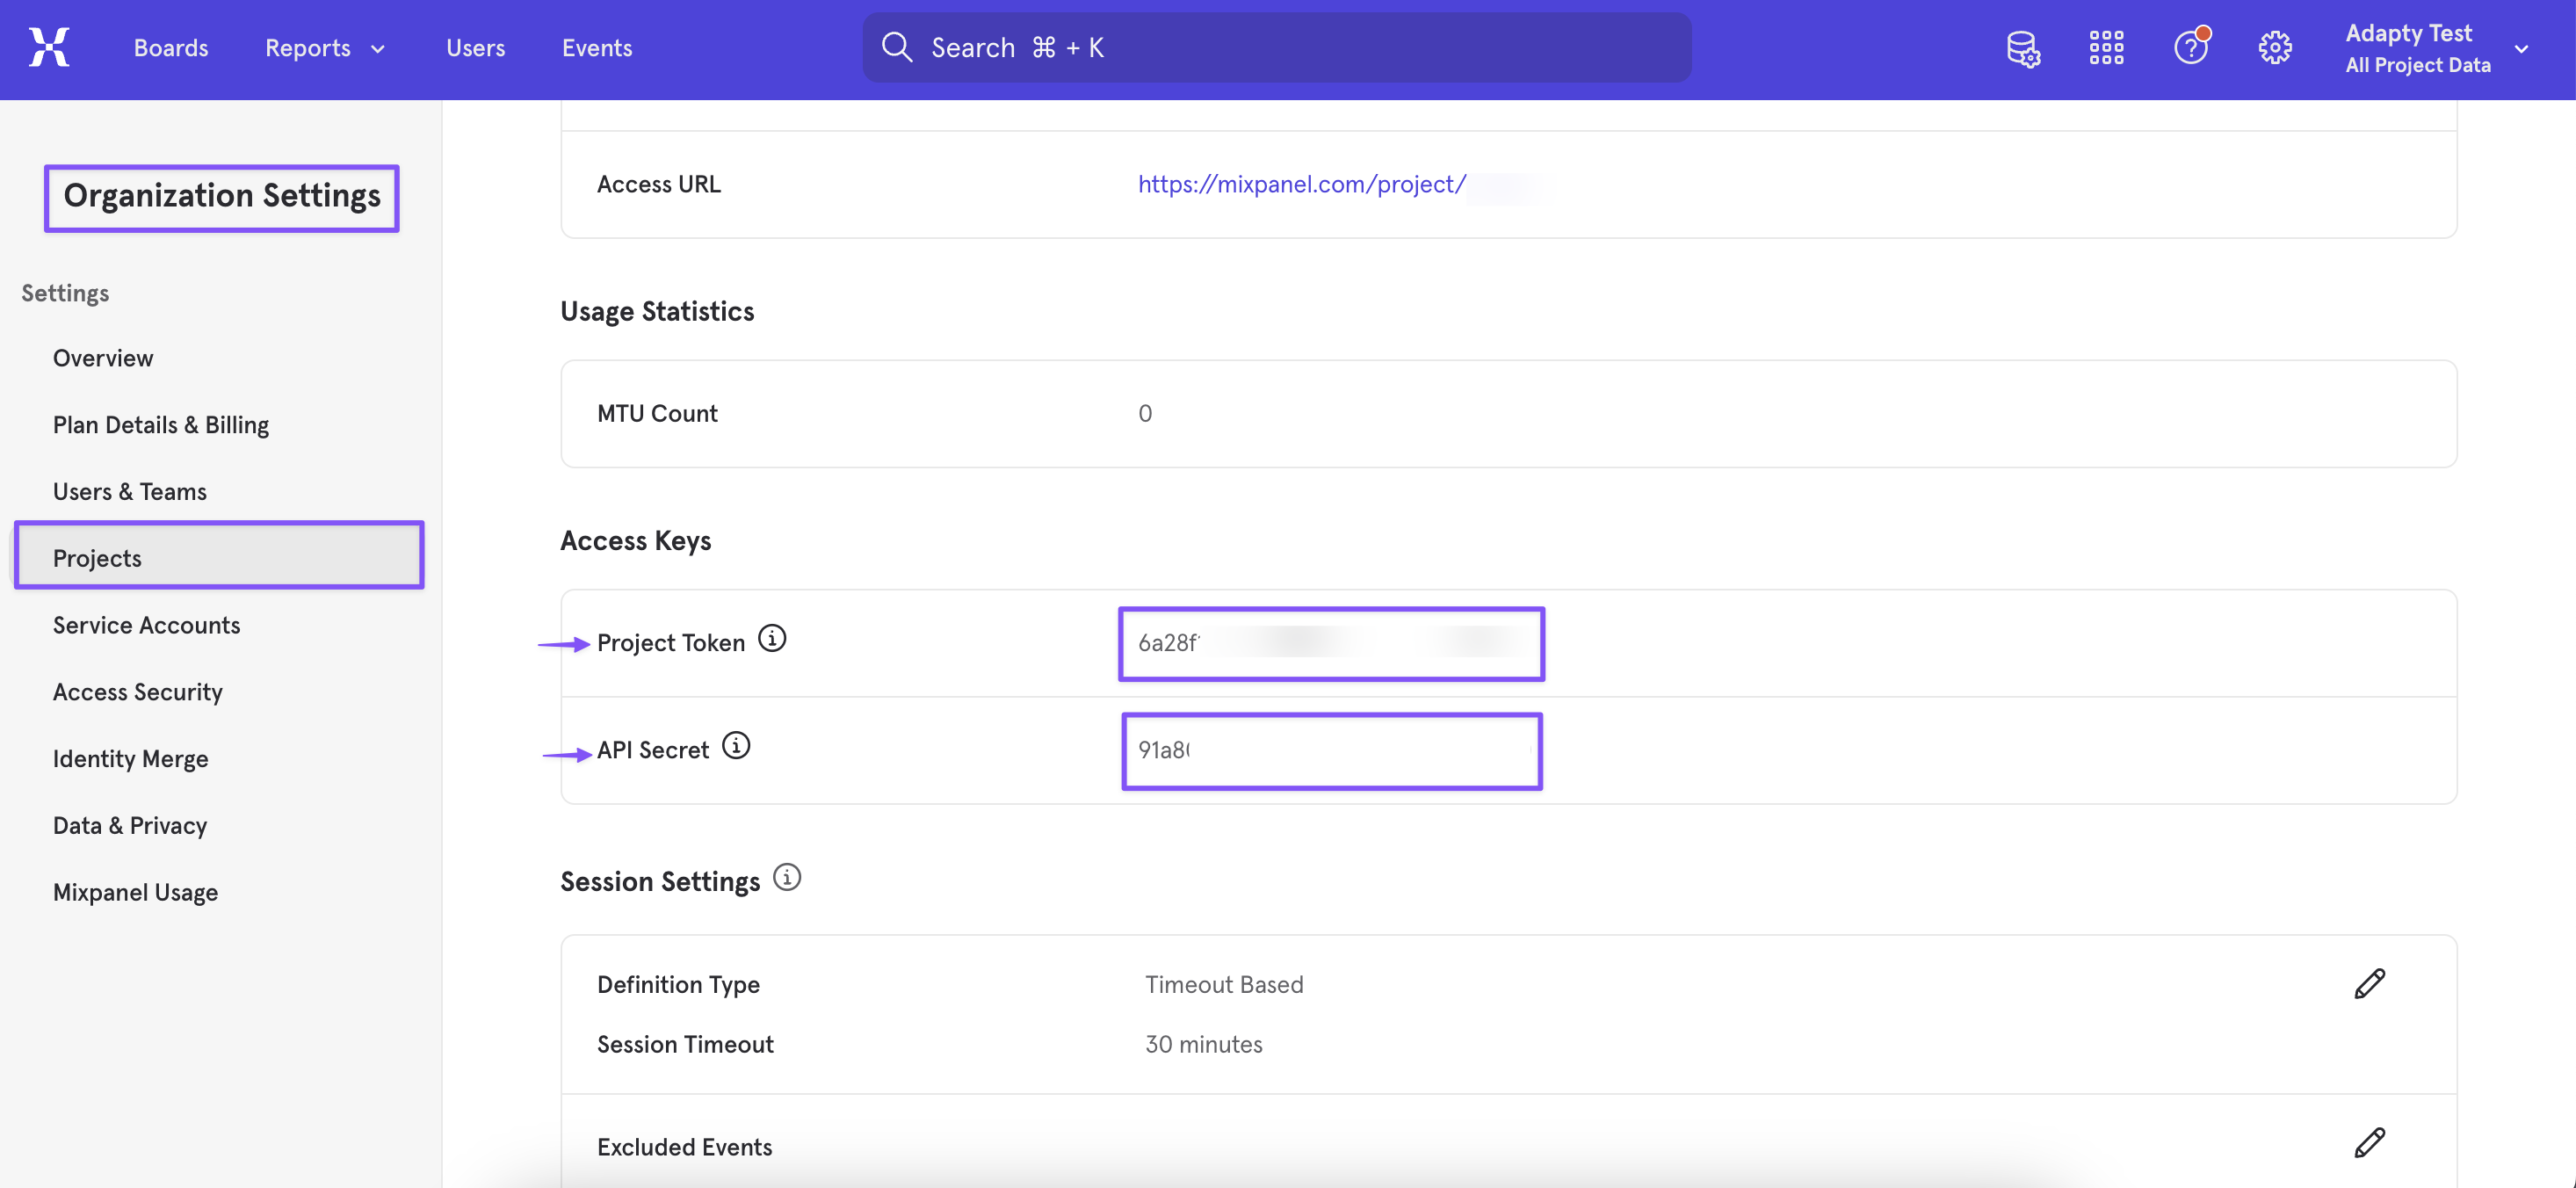 Boards Reports Users Events Search ⌘ + K Adapty Test
All Project Data
Organization Settings
Settings
Overview
Plan Details & Billing
Users & Teams
Projects
Service Accounts
Access Security
Identity Merge
Data & Privacy
Mixpanel Usage
Access URL https://mixpanel.com/project/
Usage Statistics
MTU Count 0
Access Keys
Project Token 6a28f
API Secret 91a8
Session Settings
Definition Type Timeout Based
Session Timeout 30 minutes
Excluded Events